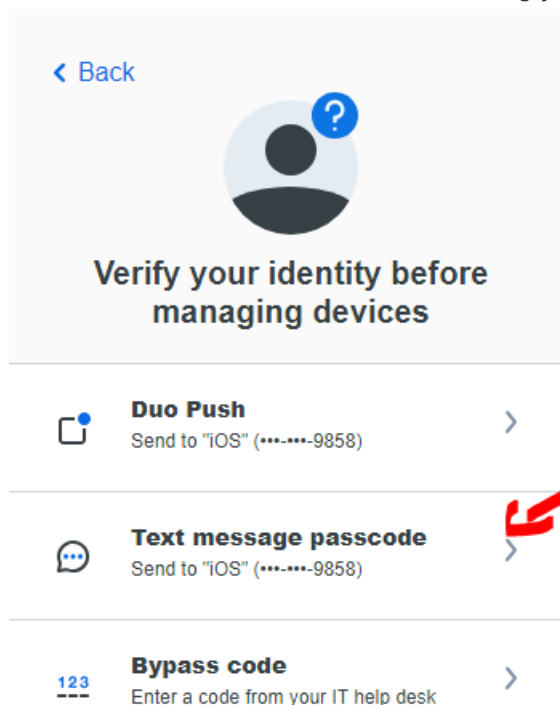 Back
?
Verify your identity before
managing devices
Duo Push
Send to "iOS" (•••-•••-9858)
Text message passcode
Send to "iOS" (•••-•••-9858)
123
Bypass code
Enter a code from your IT help desk